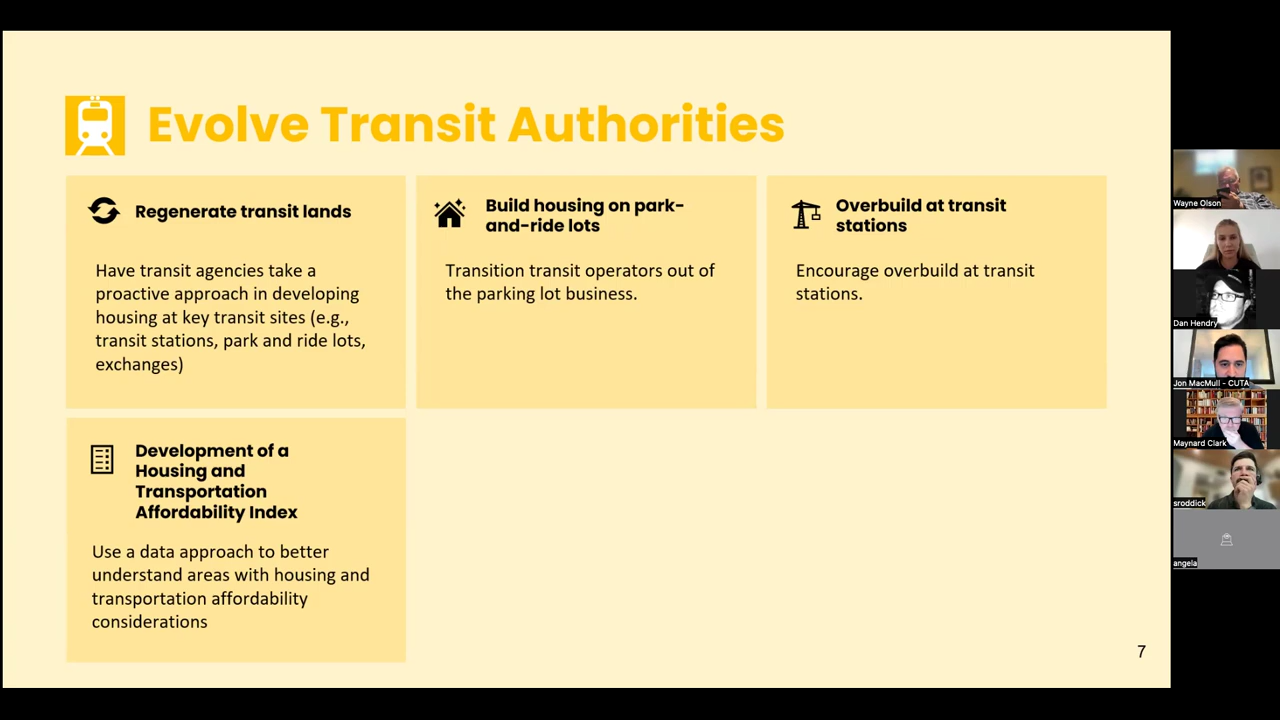 Evolve Transit Authorities
Regenerate transit lands
Have transit agencies take a
proactive approach in developing
housing at key transit sites (e.g.,
transit stations, park and ride lots,
exchanges)
Build housing on park-
and-ride lots
Transition transit operators out of
the parking lot business.
Overbuild at transit
stations
Encourage overbuild at transit
stations.
Development of a
Housing and
Transportation
Affordability Index
Use a data approach to better
understand areas with housing and
transportation affordability
considerations
7
Wayne Olson
Dan Hendry
Jon MacMull - CUTA
Maynard Clark
sroddick
angela